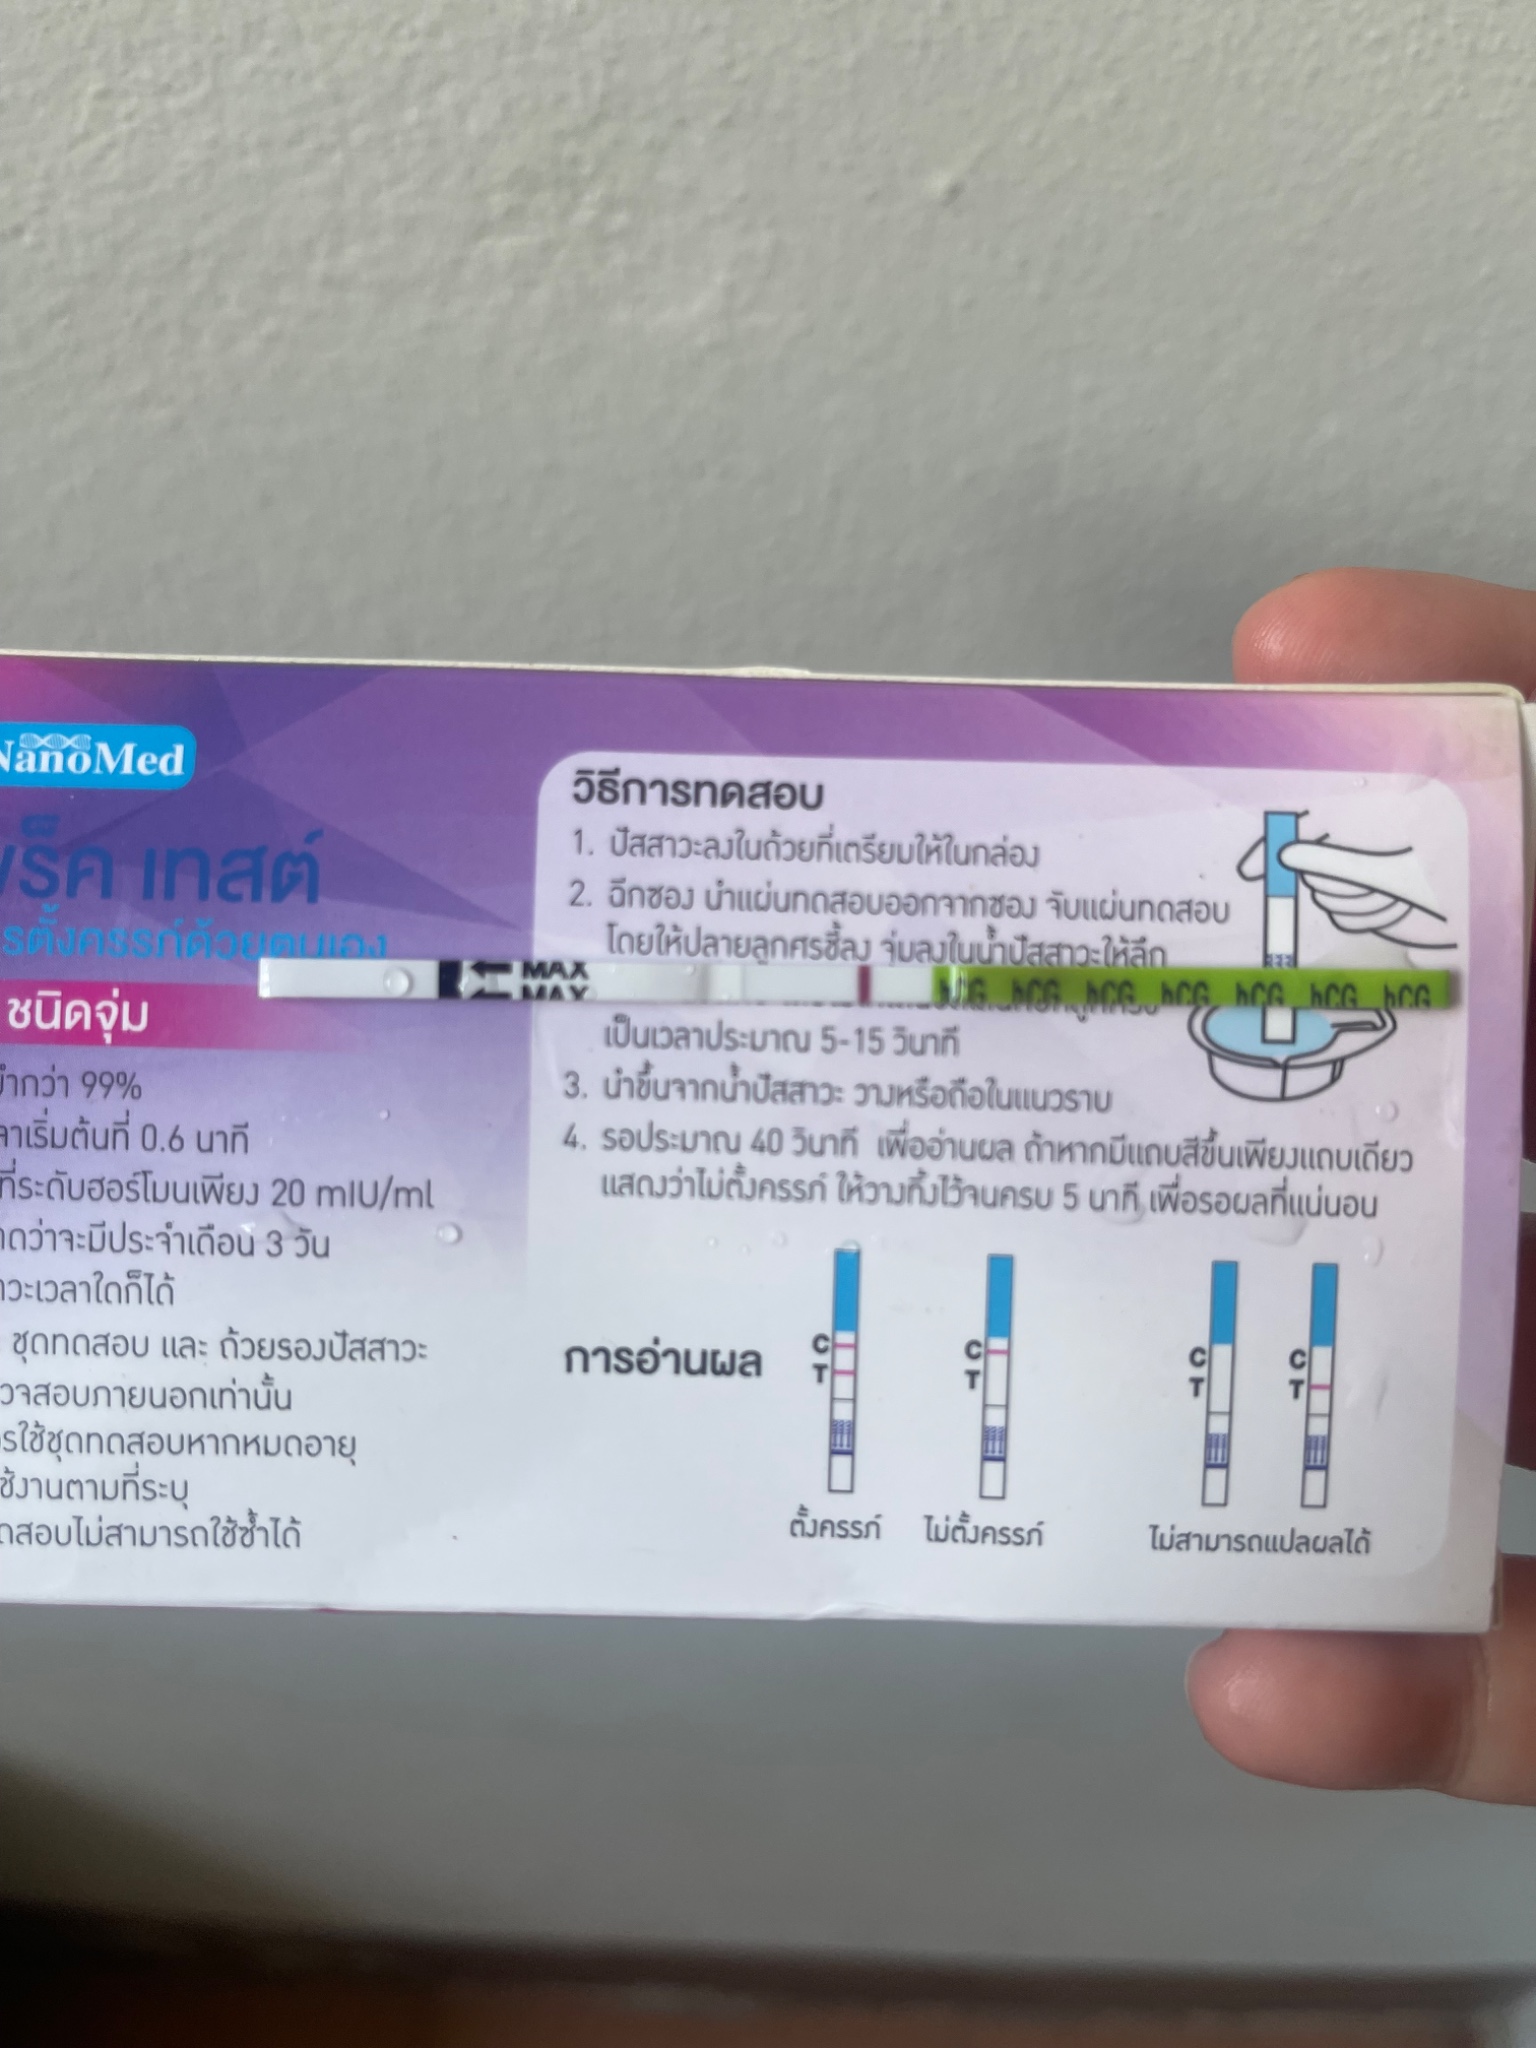 NanoMed
เทสต์
ตั้งครรภ์ด้วยตนเอง
ชนิดจุ่ม
กว่า 99%
เริ่มต้นที่ 0.6 นาที
ที่ระดับฮอร์โมนเพียง 20 mIU/ml
ว่าจะมีประจำเดือน 3 วัน
เวลาใดก็ได้
ชุดทดสอบ และ ถ้วยรองปัสสาวะ
ภายนอกเท่านั้น
ใช้ชุดทดสอบหากหมดอายุ
ตามที่ระบุ
ไม่สามารถใช้ซ้ำได้
MAX
MAX
hCG hCG hCG hCG hCG hCG hCG
วิธีการทดสอบ
1. ปัสสาวะลงในถ้วยที่เตรียมให้ในกล่อง
2. ฉีกซอง นำแผ่นทดสอบออกจากซอง จับแผ่นทดสอบ
โดยให้ปลายลูกศรชี้ลง จุ่มลงในน้ำปัสสาวะให้ลึก
เป็นเวลาประมาณ 5-15 วินาที
3. นำขึ้นจากน้ำปัสสาวะ วางหรือถือในแนวราบ
4. รอประมาณ 40 วินาที เพื่ออ่านผล ถ้าหากมีแถบสีขึ้นเพียงแถบเดียว
แสดงว่าไม่ตั้งครรภ์ ให้วางทิ้งไว้จนครบ 5 นาที เพื่อรอผลที่แน่นอน
การอ่านผล
C
T
C
T
C
T
C
T
ตั้งครรภ์
ไม่ตั้งครรภ์
ไม่สามารถแปลผลได้